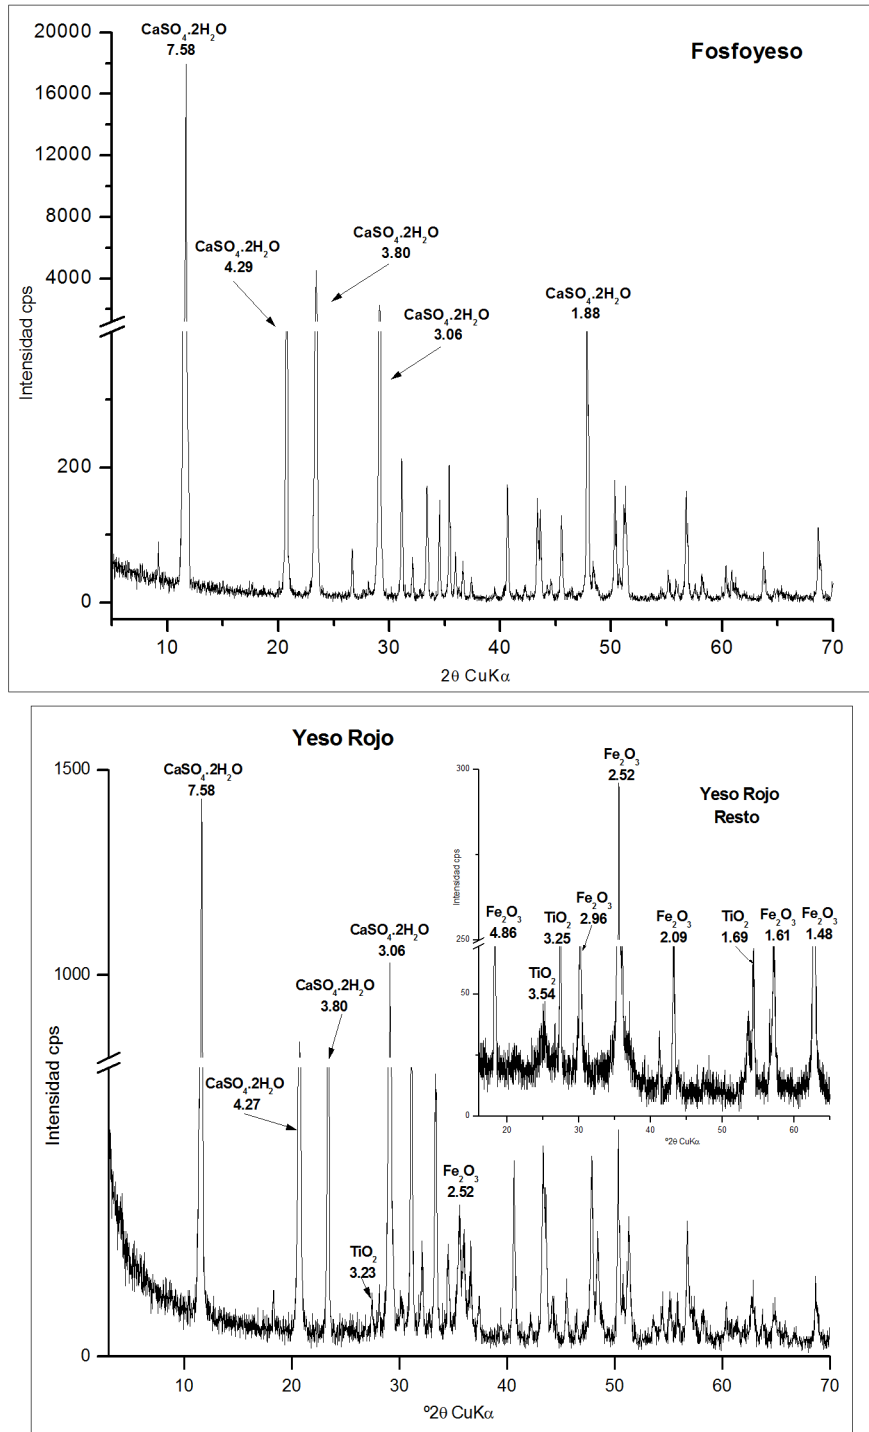 Fosfoyeso
CaSO4.2H2O
7.58
CaSO4.2H2O
4.29
CaSO4.2H2O
3.80
CaSO4.2H2O
3.06
CaSO4.2H2O
1.88
Intensidad cps
20000
16000
12000
8000
4000
200
0
10 20 30 40 50 60 70
2θ CuKα
Yeso Rojo
CaSO4.2H2O
7.58
CaSO4.2H2O
4.27
CaSO4.2H2O
3.80
CaSO4.2H2O
3.06
TiO2
3.23
Fe2O3
2.52
Intensidad cps
1500
1000
0
10 20 30 40 50 60 70
º2θ CuKα
Yeso Rojo
Resto
Fe2O3
4.86
TiO2
3.54
TiO2
3.25
Fe2O3
2.96
Fe2O3
2.52
Fe2O3
2.09
TiO2
1.69
Fe2O3
1.61
Fe2O3
1.48
Intensidad cps
300
250
50
0
20 30 40 50 60
º2θ CuKα